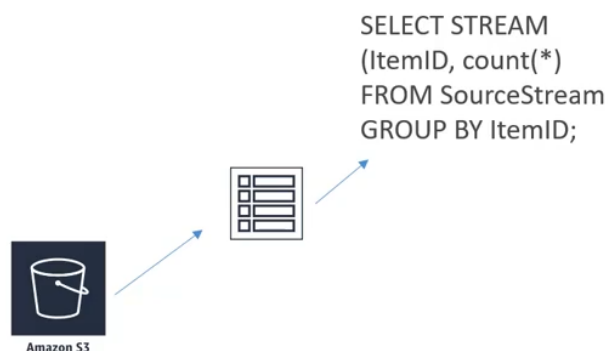 SELECT STREAM
(ItemID, count(*)
FROM SourceStream
GROUP BY ItemID;
Amazon S3